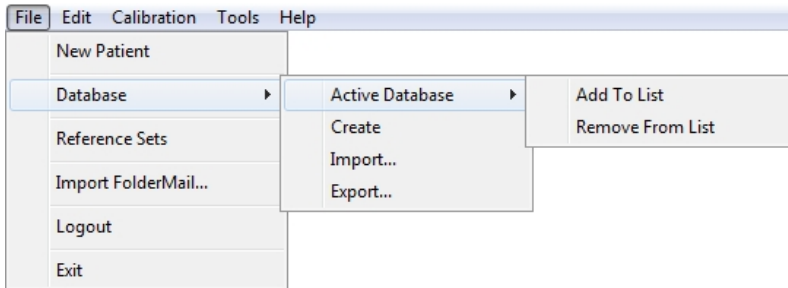 File Edit Calibration Tools Help
New Patient
Database
Reference Sets
Import FolderMail...
Logout
Exit
Active Database
Create
Import...
Export...
Add To List
Remove From List